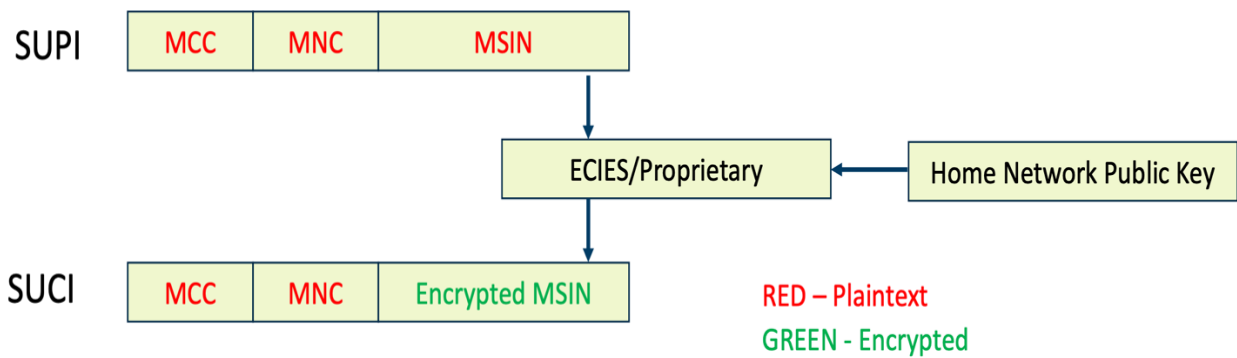 SUPI MCC MNC MSIN
ECIES/Proprietary Home Network Public Key
SUCI MCC MNC Encrypted MSIN
RED – Plaintext
GREEN - Encrypted